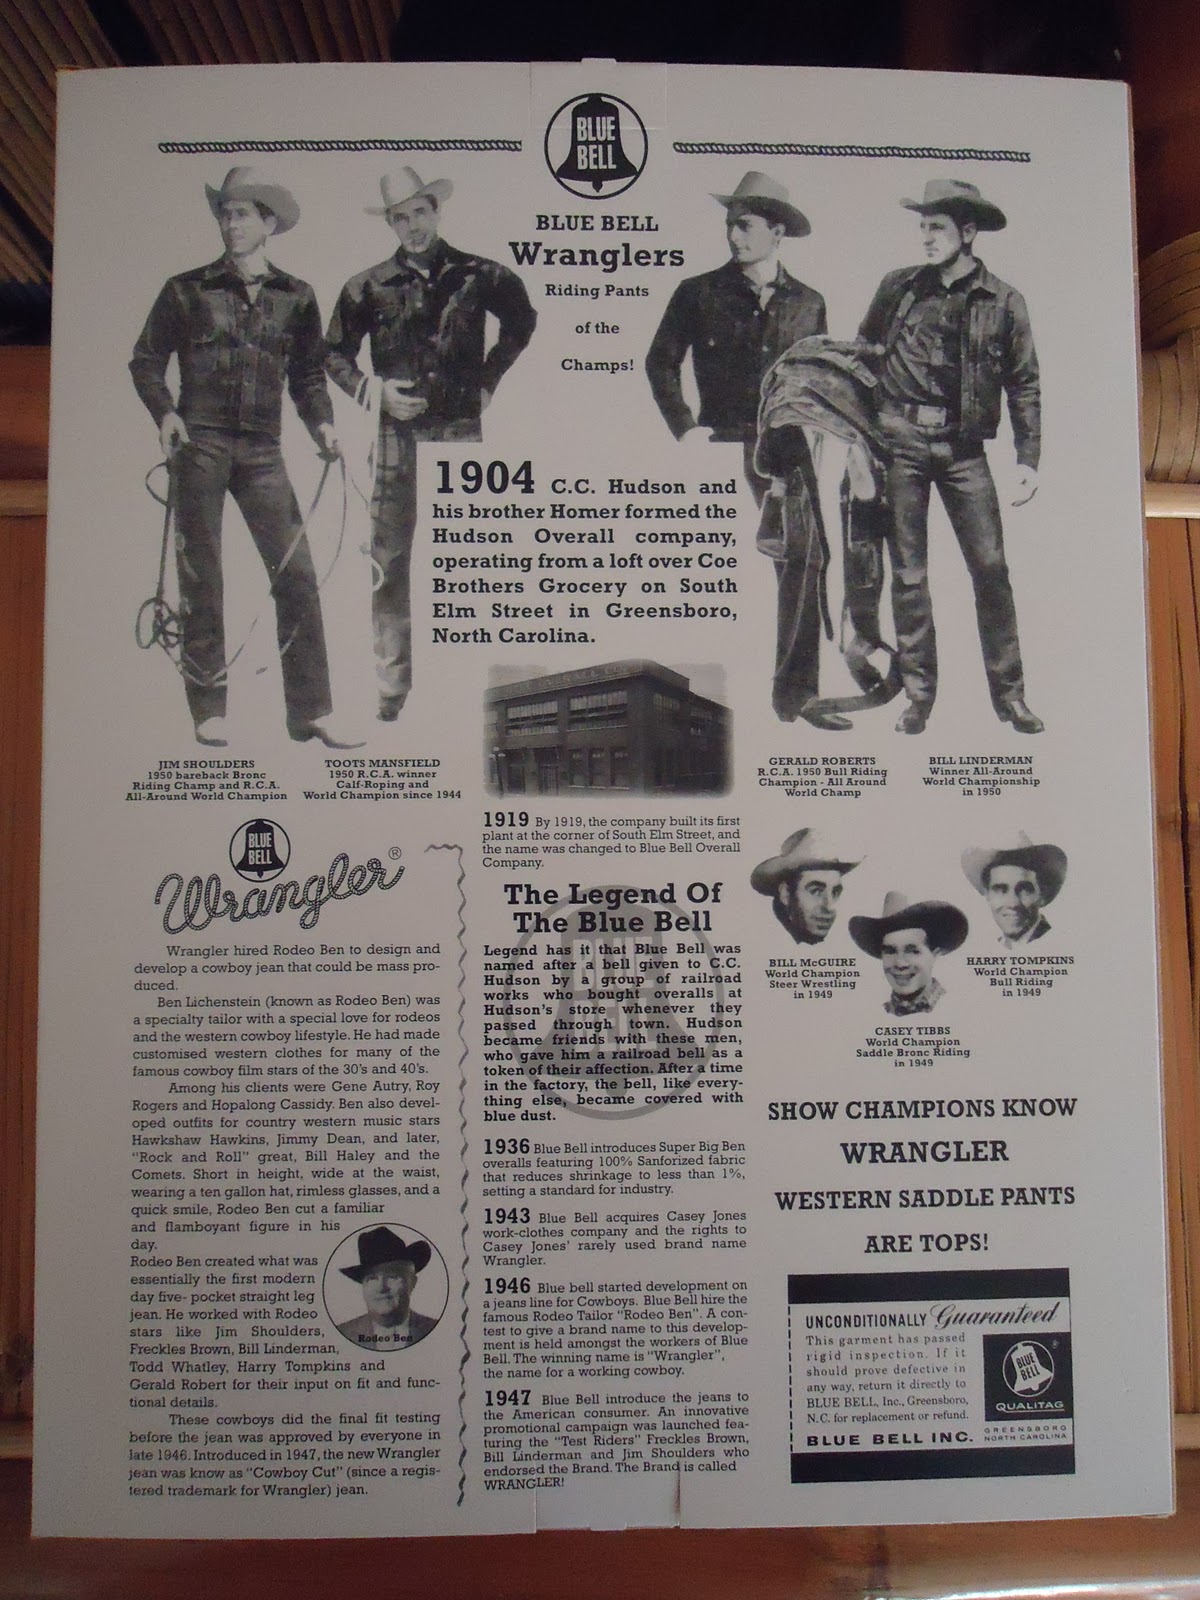 BLUE
BELL
BLUE BELL
Wranglers
Riding Pants
of the
Champs!
1904 C.C. Hudson and
his brother Homer formed the
Hudson Overall company,
operating from a loft over Coe
Brothers Grocery on South
Elm Street in Greensboro,
North Carolina.
JIM SHOULDERS
1950 bareback Bronc
Riding Champ and R.C.A.
All-Around World Champion
TOOTS MANSFIELD
1950 R.C.A. winner
Calf-Roping and
World Champion since 1944
GERALD ROBERTS
R.C.A. 1950 Bull Riding
Champion - All Around
World Champ
BILL LINDERMAN
Winner All-Around
World Championship
in 1950
BLUE
BELL
Wrangler®
Wrangler hired Rodeo Ben to design and
develop a cowboy jean that could be mass pro-
duced.
Ben Lichenstein (known as Rodeo Ben) was
a specialty tailor with a special love for rodeos
and the western cowboy lifestyle. He had made
customised western clothes for many of the
famous cowboy film stars of the 30's and 40's.
Among his clients were Gene Autry, Roy
Rogers and Hopalong Cassidy. Ben also devel-
oped outfits for country western music stars
Hawkshaw Hawkins, Jimmy Dean, and later,
"Rock and Roll" great, Bill Haley and the
Comets. Short in height, wide at the waist,
wearing a ten gallon hat, rimless glasses, and a
quick smile, Rodeo Ben cut a familiar
and flamboyant figure in his
day.
Rodeo Ben created what was
essentially the first modern
day five- pocket straight leg
jean. He worked with Rodeo
stars like Jim Shoulders,
Freckles Brown, Bill Linderman,
Todd Whatley, Harry Tompkins and
Gerald Robert for their input on fit and func-
tional details.
These cowboys did the final fit testing
before the jean was approved by everyone in
late 1946. Introduced in 1947, the new Wrangler
jean was know as "Cowboy Cut" (since a regis-
tered trademark for Wrangler) jean.
Rodeo Ben
1919 By 1919, the company built its first
plant at the corner of South Elm Street, and
the name was changed to Blue Bell Overall
Company.
The Legend Of
The Blue Bell
Legend has it that Blue Bell was
named after a bell given to C.C.
Hudson by a group of railroad
works who bought overalls at
Hudson's store whenever they
passed through town. Hudson
became friends with these men,
who gave him a railroad bell as a
token of their affection. After a time
in the factory, the bell, like every-
thing else, became covered with
blue dust.
1936 Blue Bell introduces Super Big Ben
overalls featuring 100% Sanforized fabric
that reduces shrinkage to less than 1%,
setting a standard for industry.
1943 Blue Bell acquires Casey Jones
work-clothes company and the rights to
Casey Jones' rarely used brand name
Wrangler.
1946 Blue bell started development on
a jeans line for Cowboys. Blue Bell hire the
famous Rodeo Tailor "Rodeo Ben". A con-
test to give a brand name to this develop-
ment is held amongst the workers of Blue
Bell. The winning name is "Wrangler",
the name for a working cowboy.
1947 Blue Bell introduce the jeans to
the American consumer. An innovative
promotional campaign was launched fea-
turing the "Test Riders" Freckles Brown,
Bill Linderman and Jim Shoulders who
endorsed the Brand. The Brand is called
WRANGLER!
BILL McGUIRE
World Champion
Steer Wrestling
in 1949
HARRY TOMPKINS
World Champion
Bull Riding
in 1949
CASEY TIBBS
World Champion
Saddle Bronc Riding
in 1949
SHOW CHAMPIONS KNOW
WRANGLER
WESTERN SADDLE PANTS
ARE TOPS!
UNCONDITIONALLY Guaranteed
This garment has passed
rigid inspection. If it
should prove defective in
any way, return it directly to
BLUE BELL, Inc., Greensboro,
N.C. for replacement or refund.
BLUE BELL INC.
BLUE
BELL
®
QUALITAG
GREENSBORO
NORTH CAROLINA